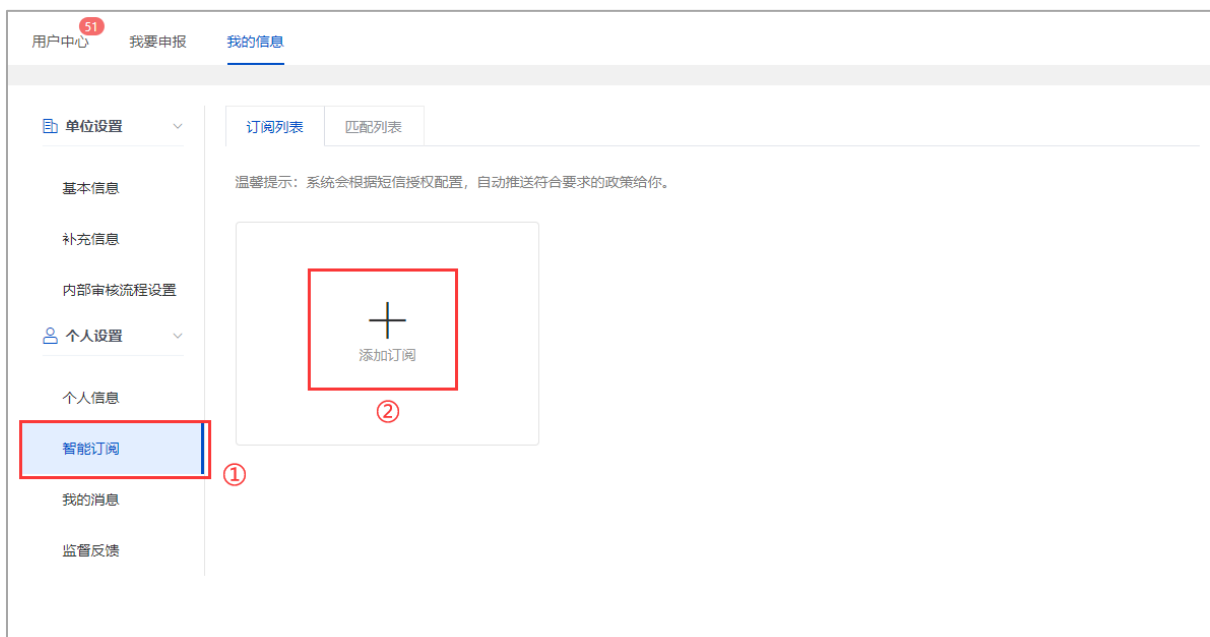 用户中心 51 我要申报 我的信息
单位设置
基本信息
补充信息
内部审核流程设置
个人设置
个人信息
智能订阅
①
我的消息
监督反馈
订阅列表 匹配列表
温馨提示：系统会根据短信授权配置，自动推送符合要求的政策给你。
添加订阅
②